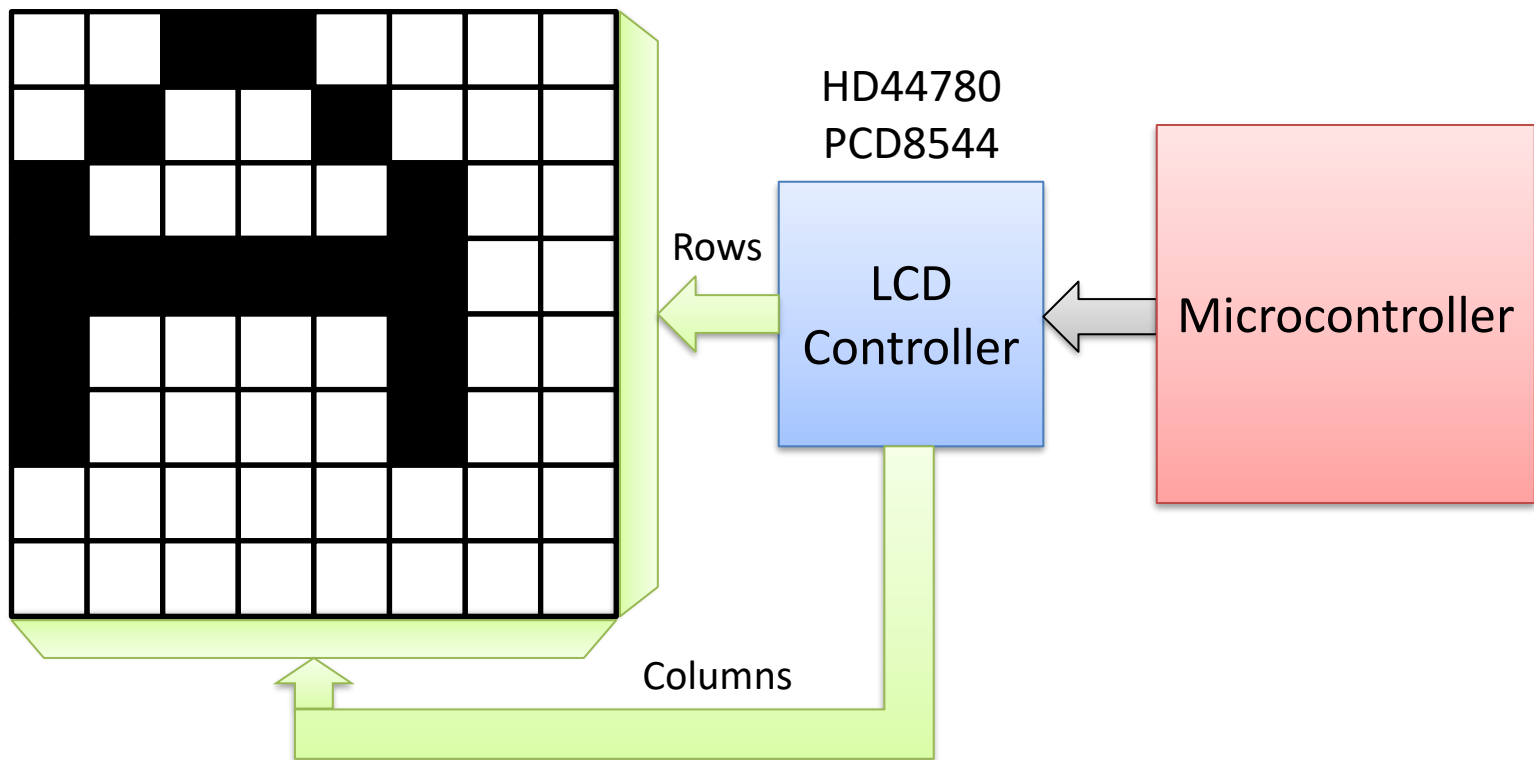 HD44780
PCD8544
Rows
LCD
Controller
Microcontroller
Columns